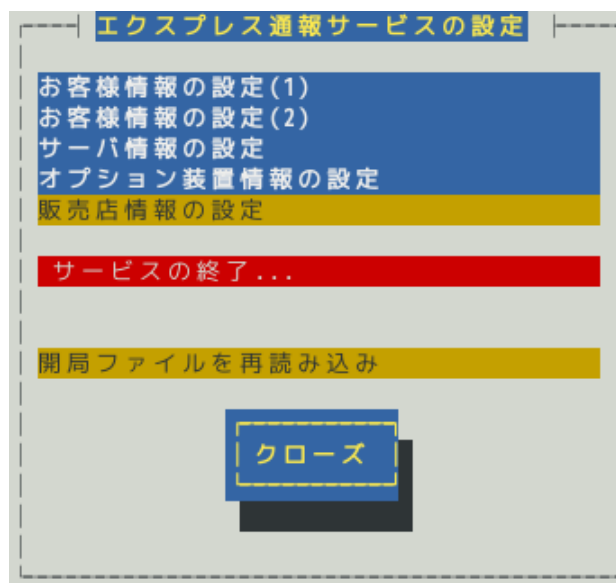 エクスプレス通報サービスの設定
お客様情報の設定(1)
お客様情報の設定(2)
サーバ情報の設定
オプション装置情報の設定
販売店情報の設定
サービスの終了...
開局ファイルを再読み込み
クローズ